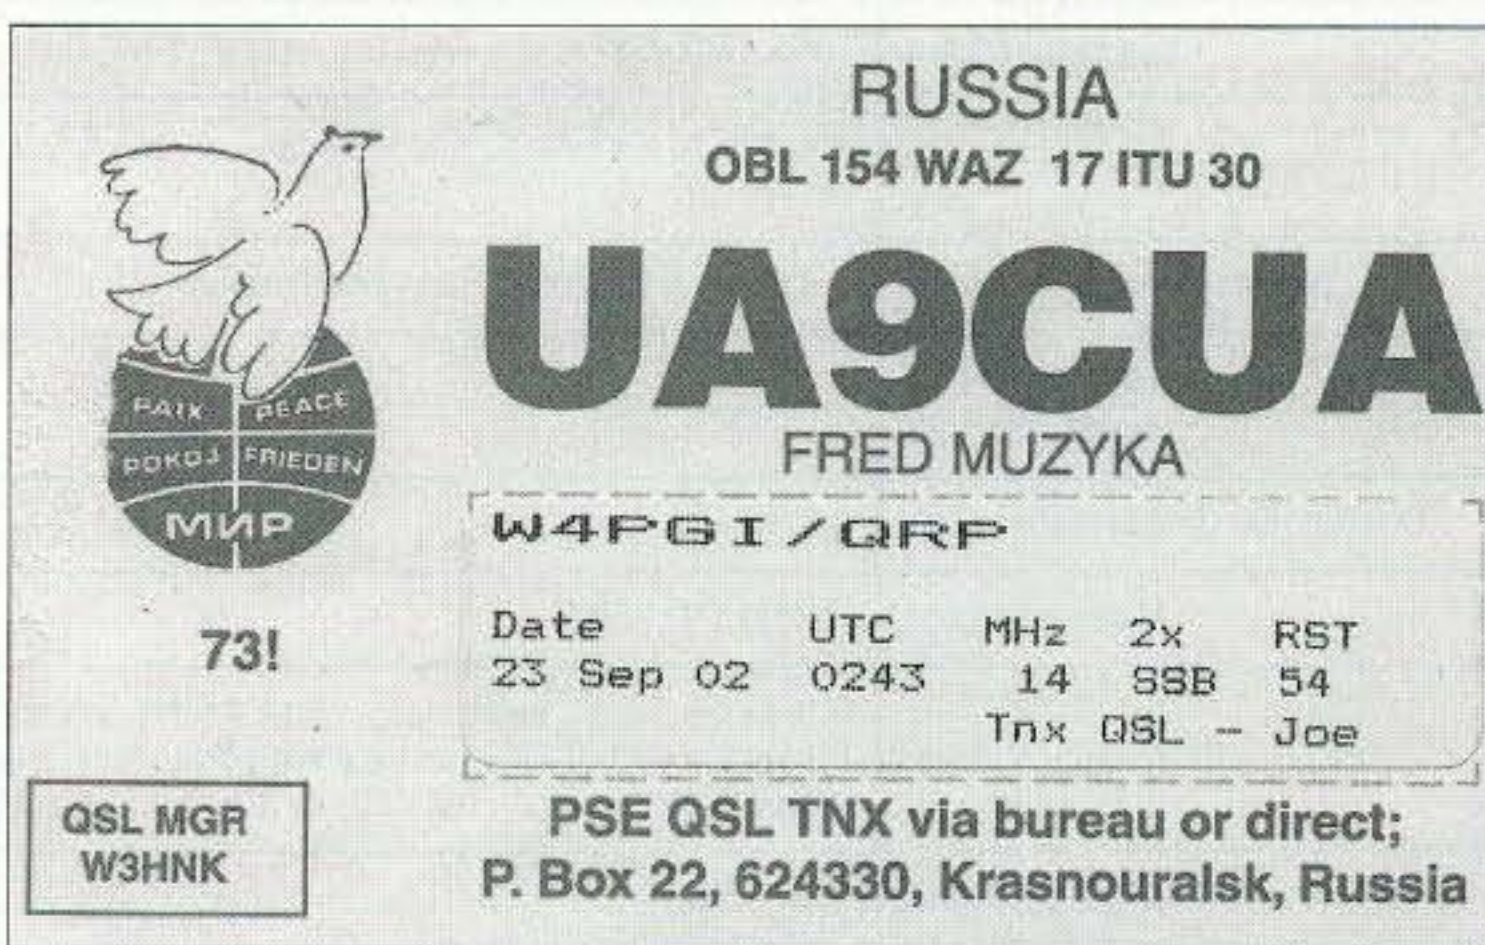 RUSSIA
OBL 154 WAZ 17 ITU 30
UA9CUA
FRED MUZYKA
PAIX PEACE
POKOJ FRIEDEN
МИР
73!
W4PGI/QRP
Date UTC MHz 2x RST
23 Sep 02 0243 14 SSB 54
Tnx QSL - Joe
QSL MGR
W3HNK
PSE QSL TNX via bureau or direct;
P. Box 22, 624330, Krasnouralsk, Russia